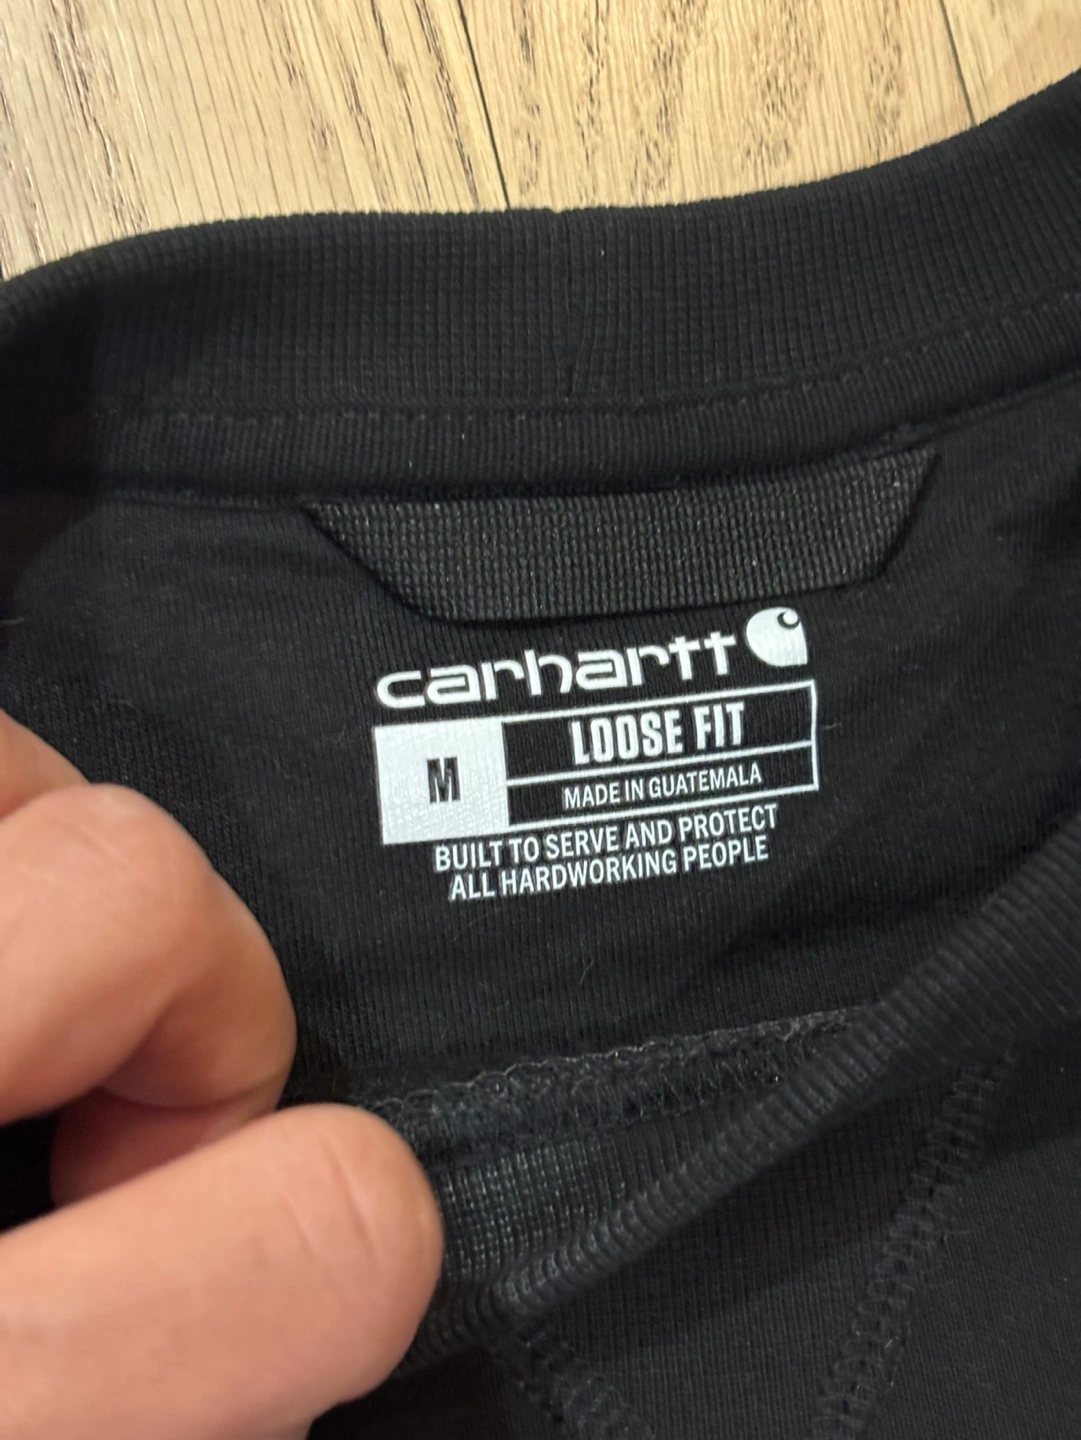 carhartt
M
LOOSE FIT
MADE IN GUATEMALA
BUILT TO SERVE AND PROTECT
ALL HARDWORKING PEOPLE